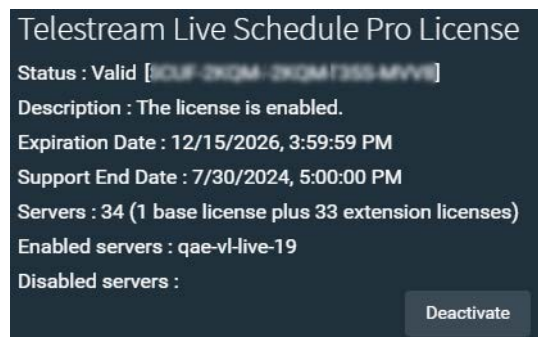 Telestream Live Schedule Pro License
Status : Valid [ ]
Description : The license is enabled.
Expiration Date : 12/15/2026, 3:59:59 PM
Support End Date : 7/30/2024, 5:00:00 PM
Servers : 34 (1 base license plus 33 extension licenses)
Enabled servers : qae-vl-live-19
Disabled servers :
Deactivate